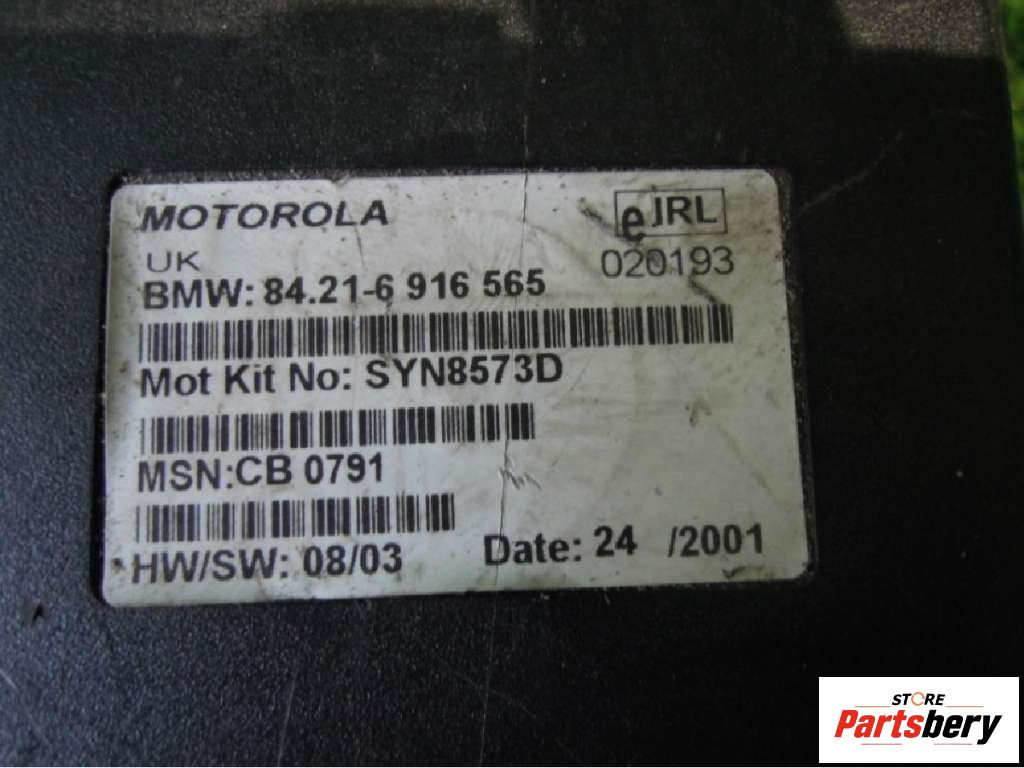 MOTOROLA
e IRL
UK
020193
BMW: 84.21-6 916 565
Mot Kit No: SYN8573D
MSN:CB 0791
HW/SW: 08/03
Date: 24 /2001
STORE
Partsbery